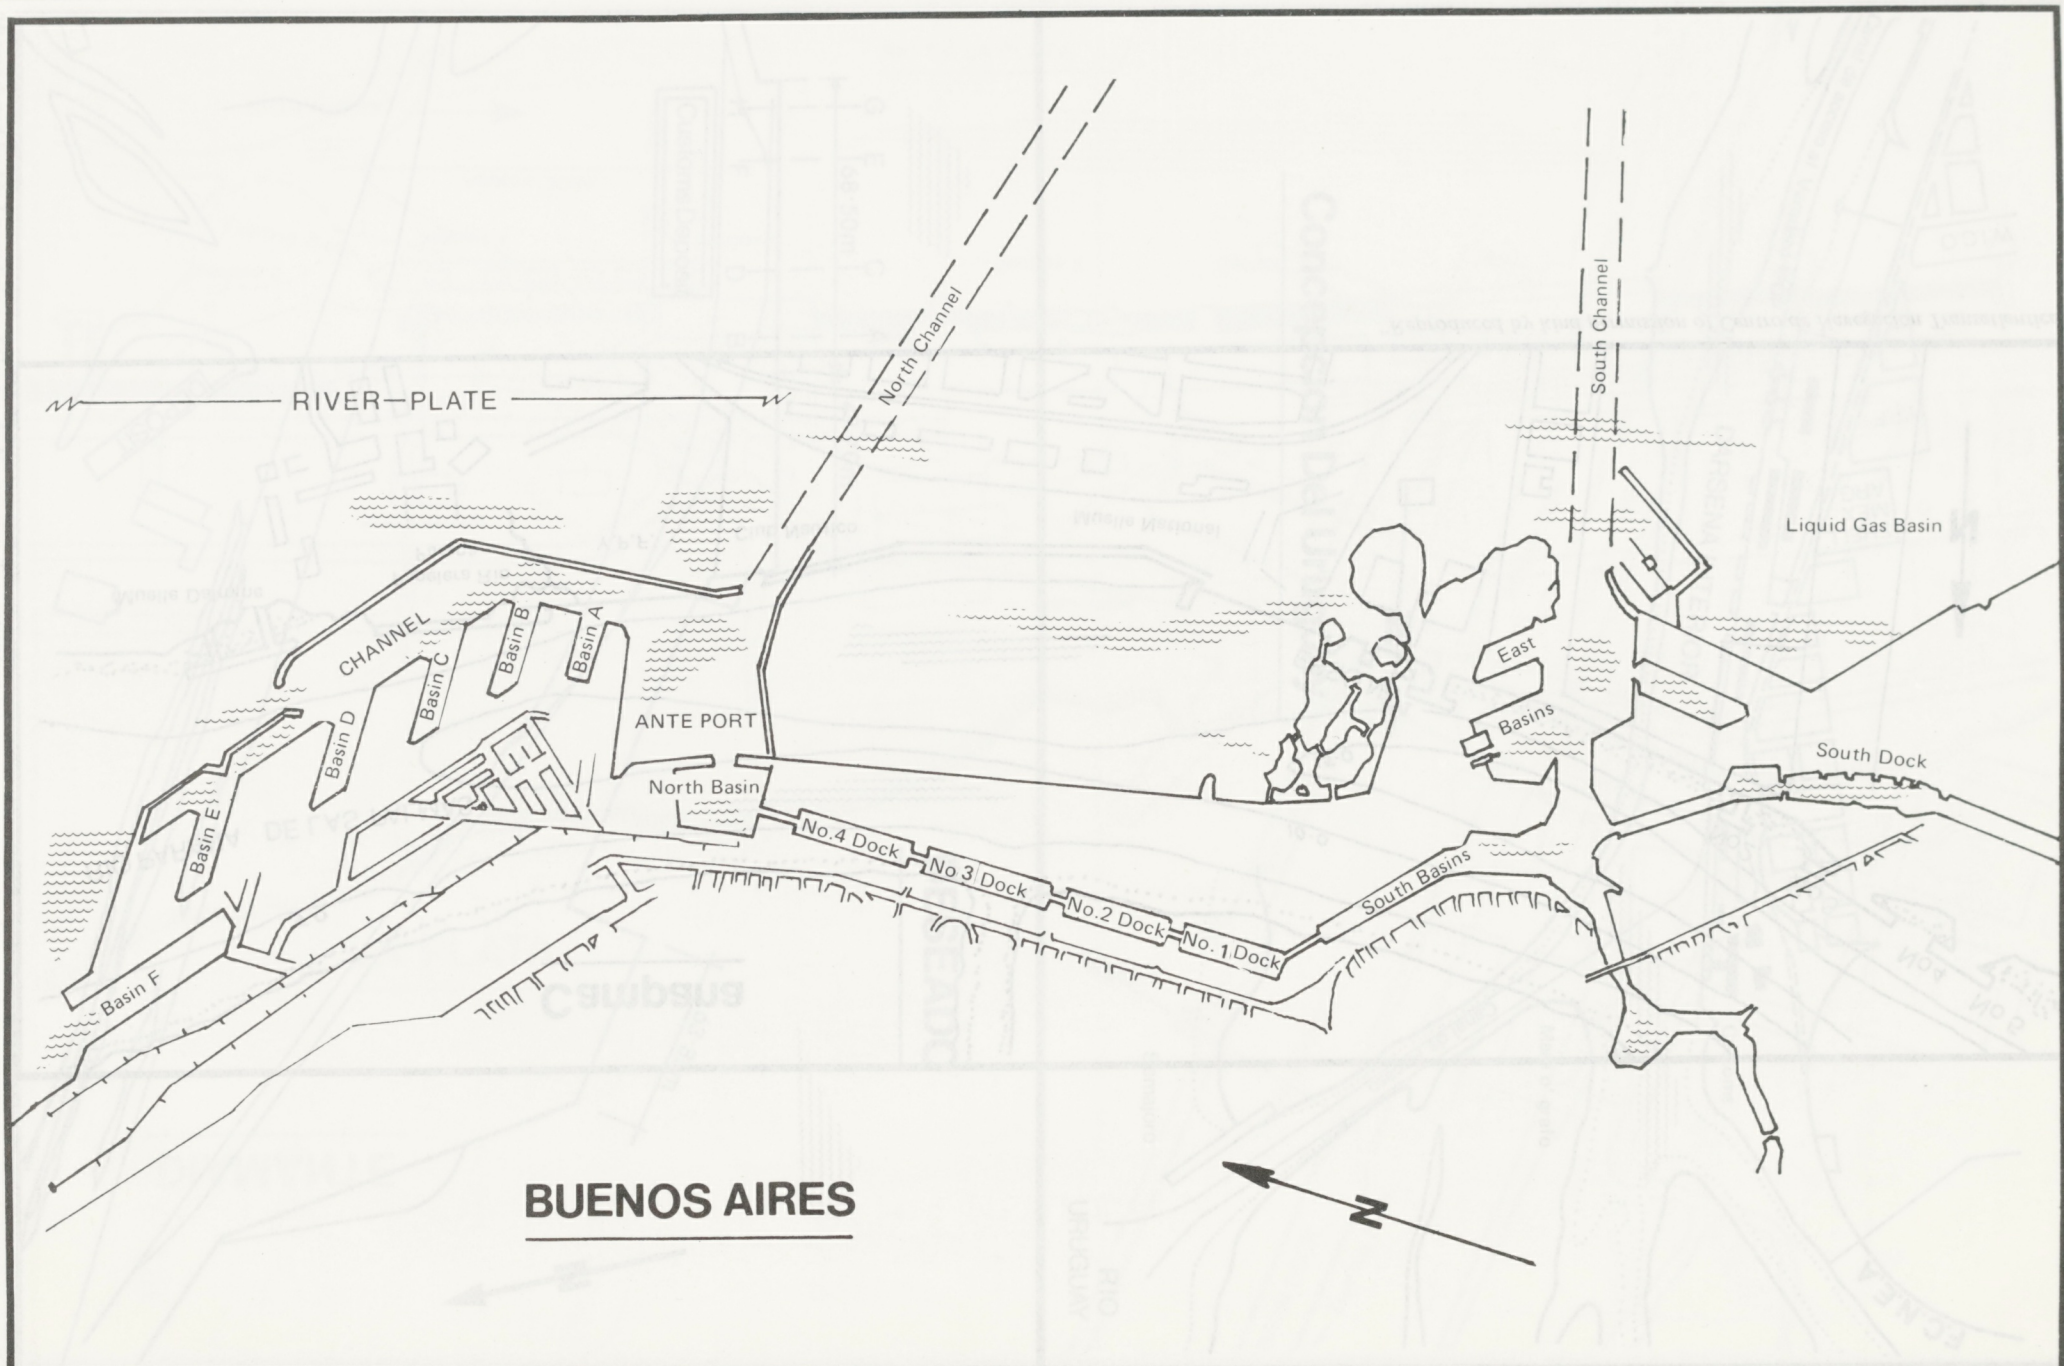 North Channel
South Channel
RIVER—PLATE
Liquid Gas Basin
CHANNEL
Basin A
Basin B
Basin C
Basin D
Basin E
Basin F
ANTE PORT
North Basin
East
Basins
South Dock
No.4 Dock
No.3 Dock
No.2 Dock
No.1 Dock
South Basins
BUENOS AIRES
N